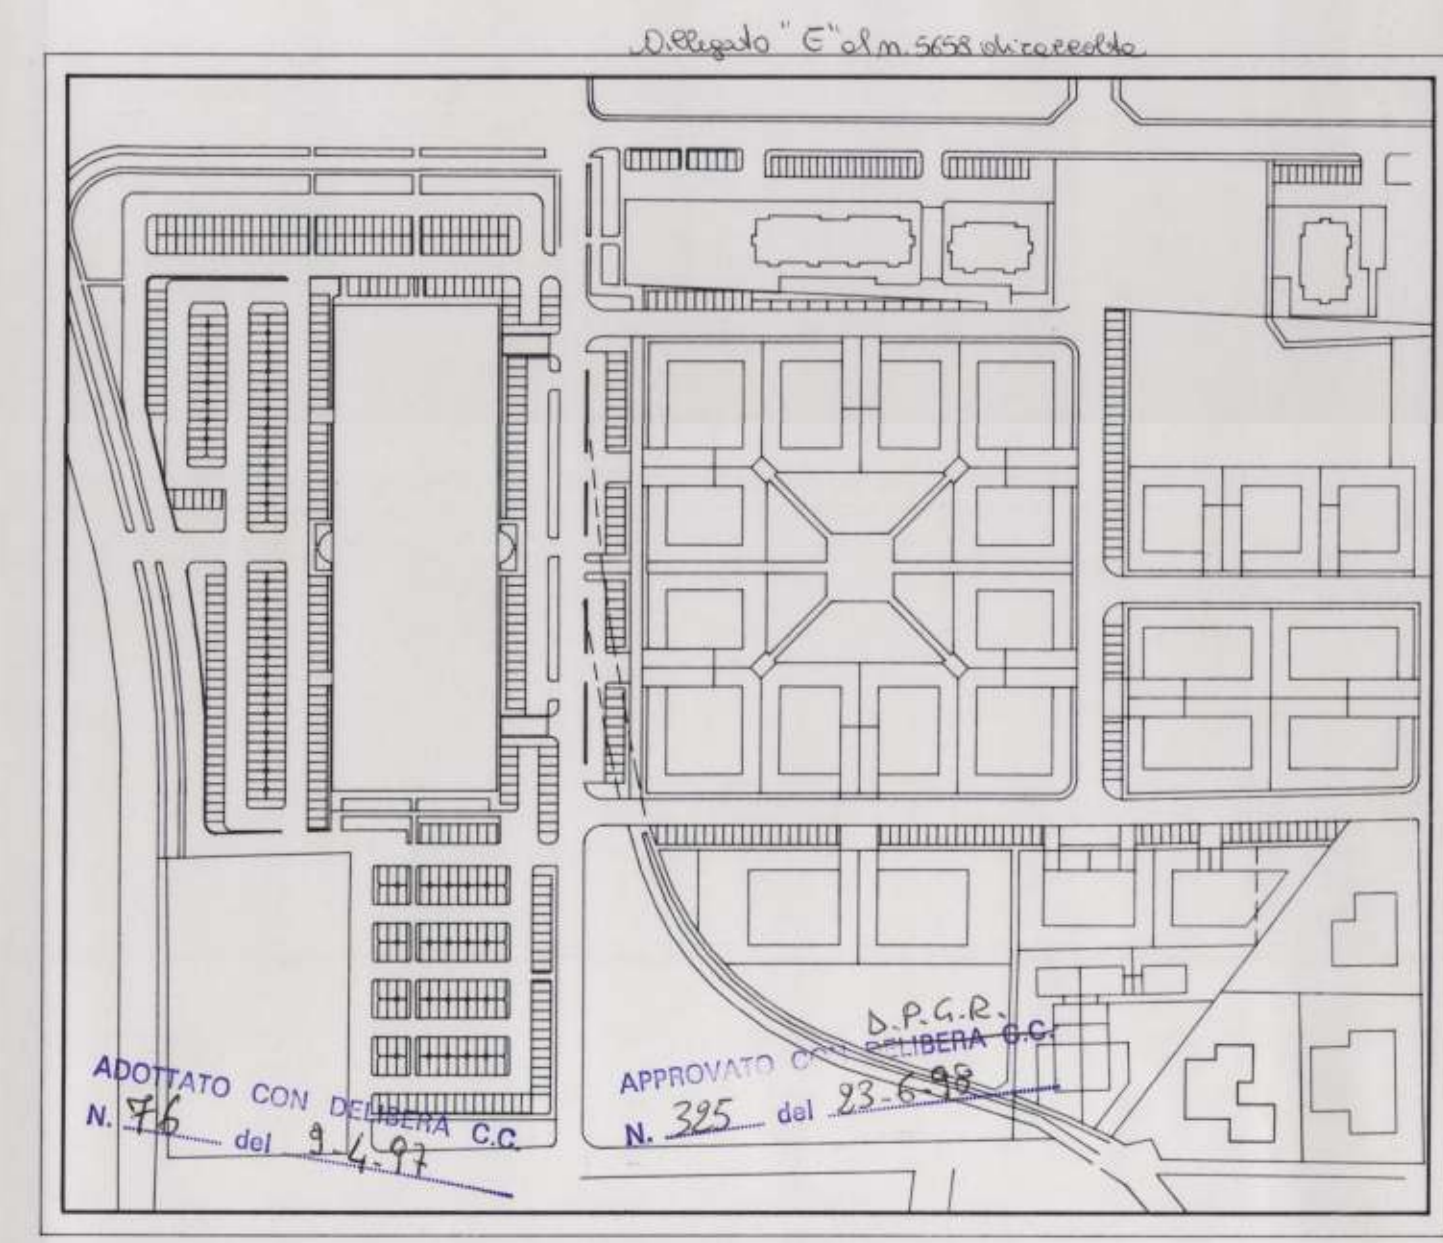 Allegato "E" al n. 5658 di raccolta
ADOTTATO CON DELIBERA C.C.
N. 76 del 9-4-97
D.P.G.R.
APPROVATO CON DELIBERA C.C.
N. 325 del 23-6-98